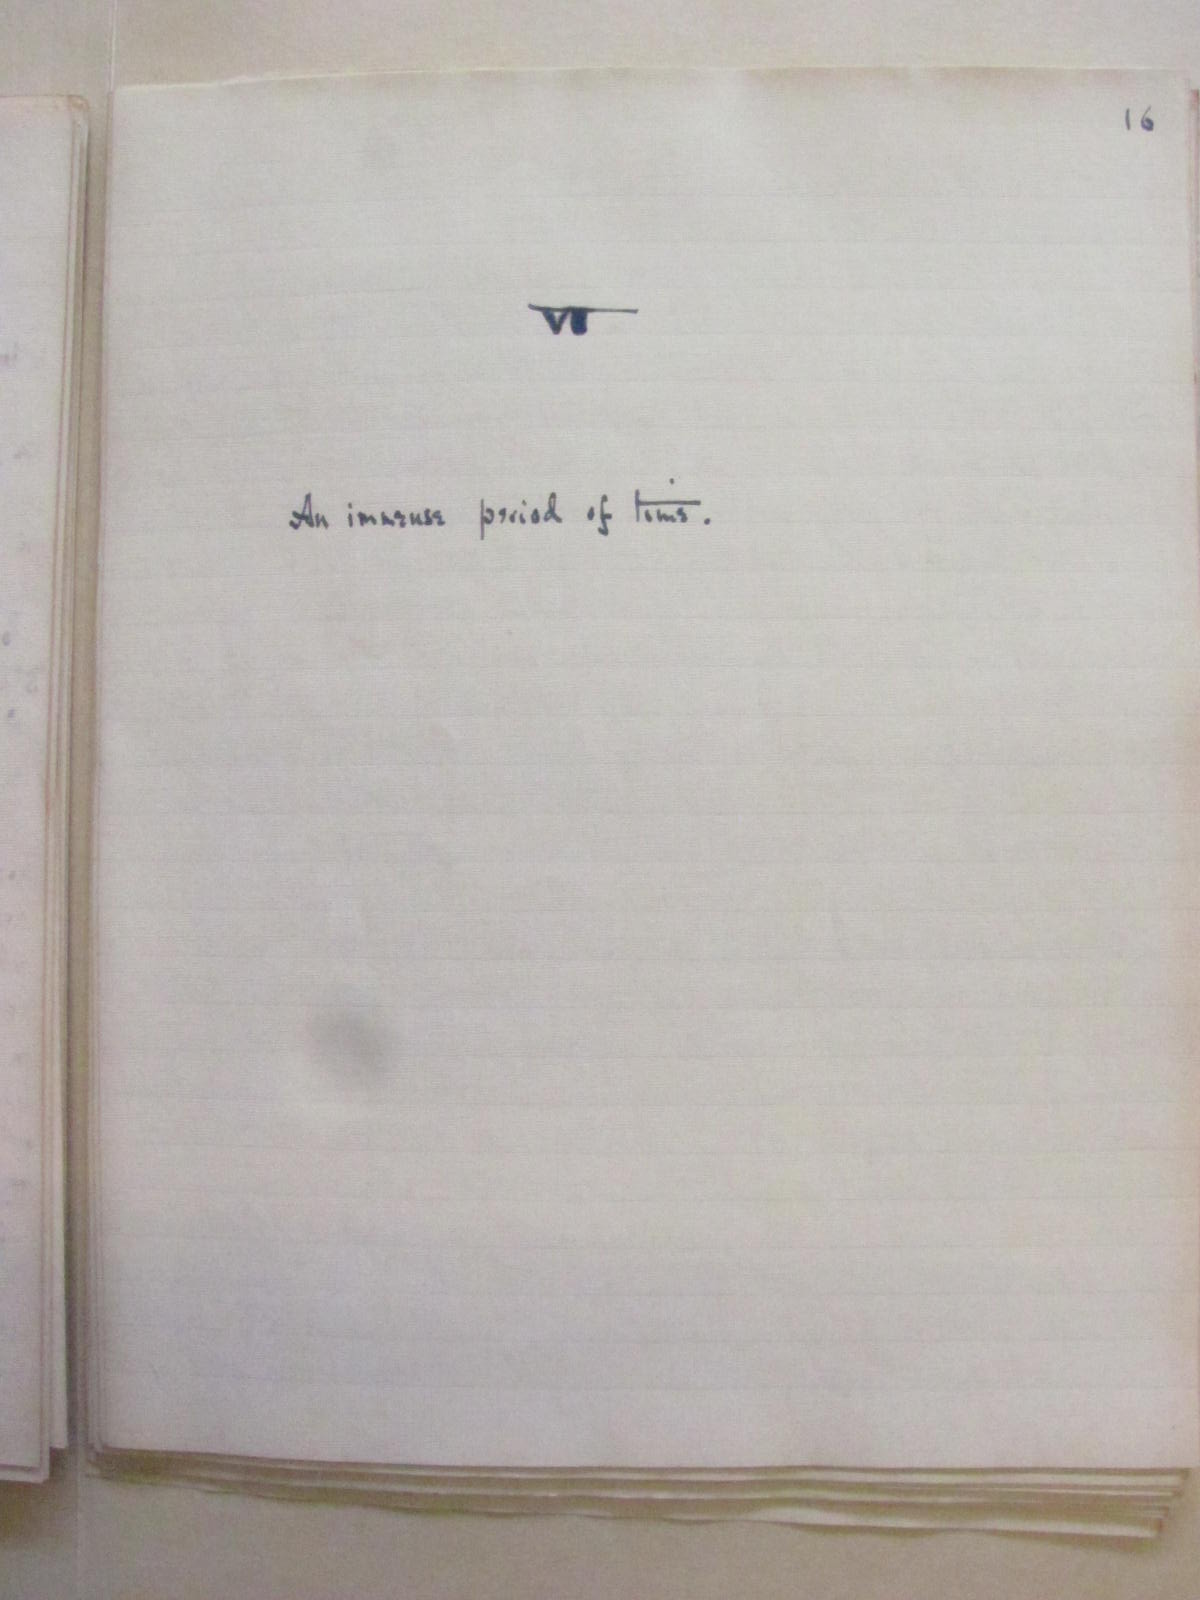 16
VI
An immense period of time.